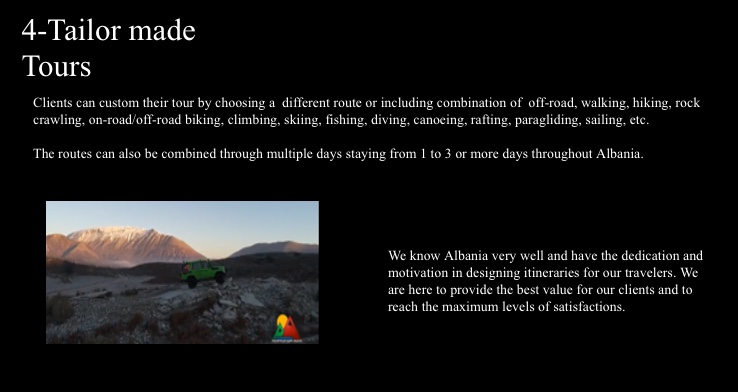 4-Tailor made
Tours
Clients can custom their tour by choosing a  different route or including combination of  off-road, walking, hiking, rock
crawling, on-road/off-road biking, climbing, skiing, fishing, diving, canoeing, rafting, paragliding, sailing, etc.
The routes can also be combined through multiple days staying from 1 to 3 or more days throughout Albania.
We know Albania very well and have the dedication and
motivation in designing itineraries for our travelers. We
are here to provide the best value for our clients and to
reach the maximum levels of satisfactions.